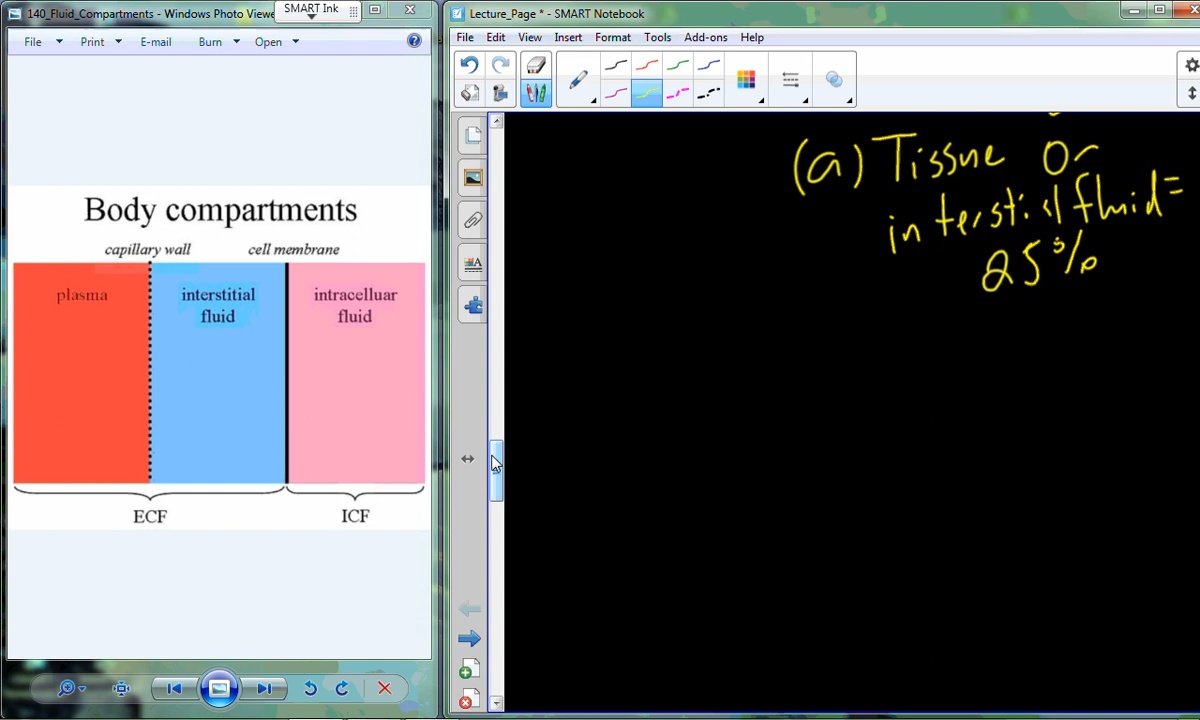 140_Fluid_Compartments - Windows Photo Viewe
SMART Ink
File Print E-mail Burn Open
Body compartments
capillary wall cell membrane
plasma
interstitial
fluid
intracelluar
fluid
ECF
ICF
Lecture_Page * - SMART Notebook
File Edit View Insert Format Tools Add-ons Help
(a) Tissue Or
interstitial fluid=
25%